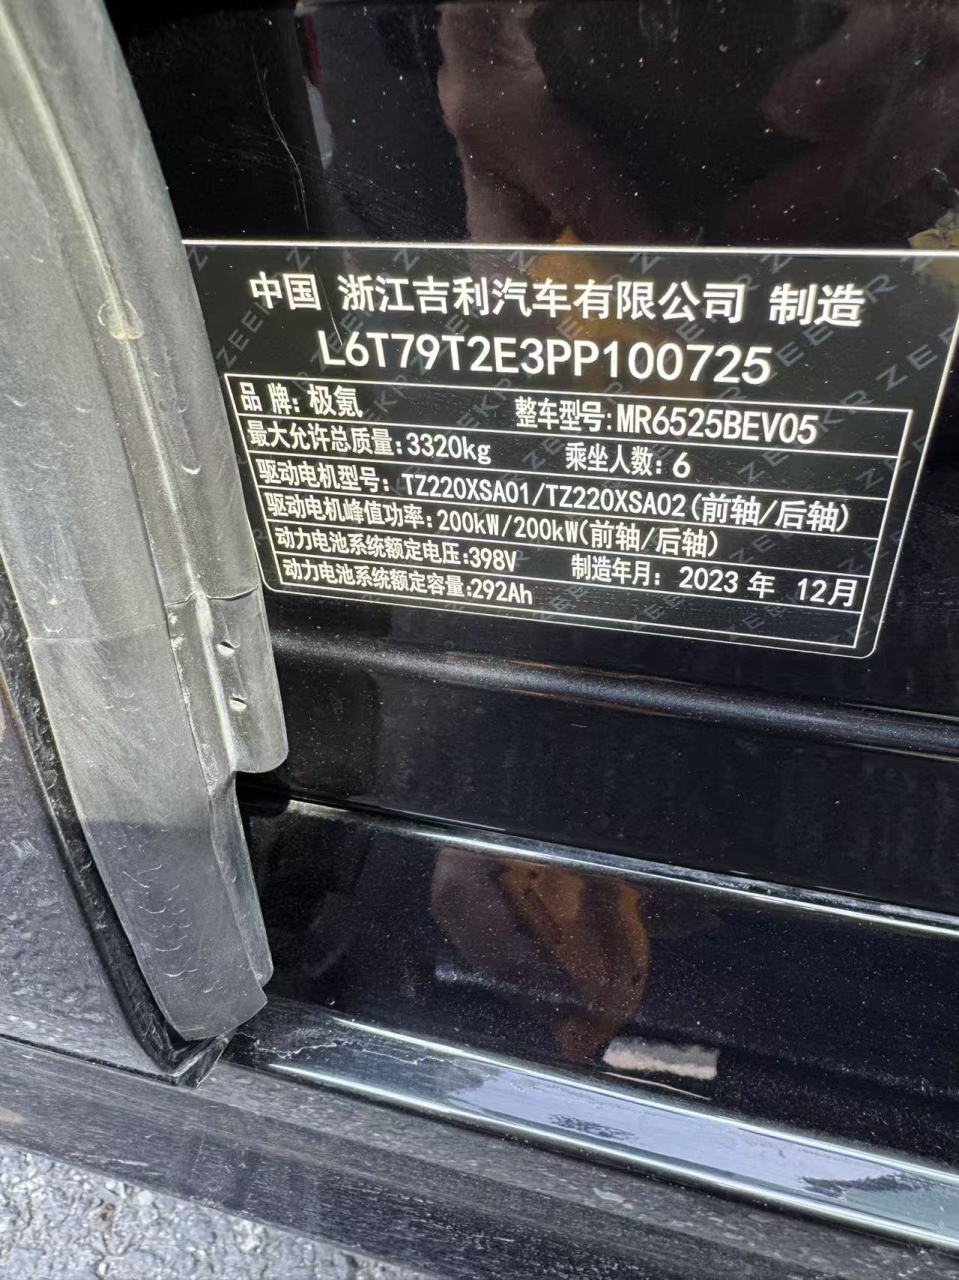 中国 浙江吉利汽车有限公司 制造
L6T79T2E3PP100725
品牌: 极氪 整车型号: MR6525BEV05
最大允许总质量: 3320kg 乘坐人数: 6
驱动电机型号: TZ220XSA01/TZ220XSA02(前轴/后轴)
驱动电机峰值功率: 200kW/200kW(前轴/后轴)
动力电池系统额定电压: 398V 制造年月: 2023 年 12月
动力电池系统额定容量: 292Ah
ZEEKR